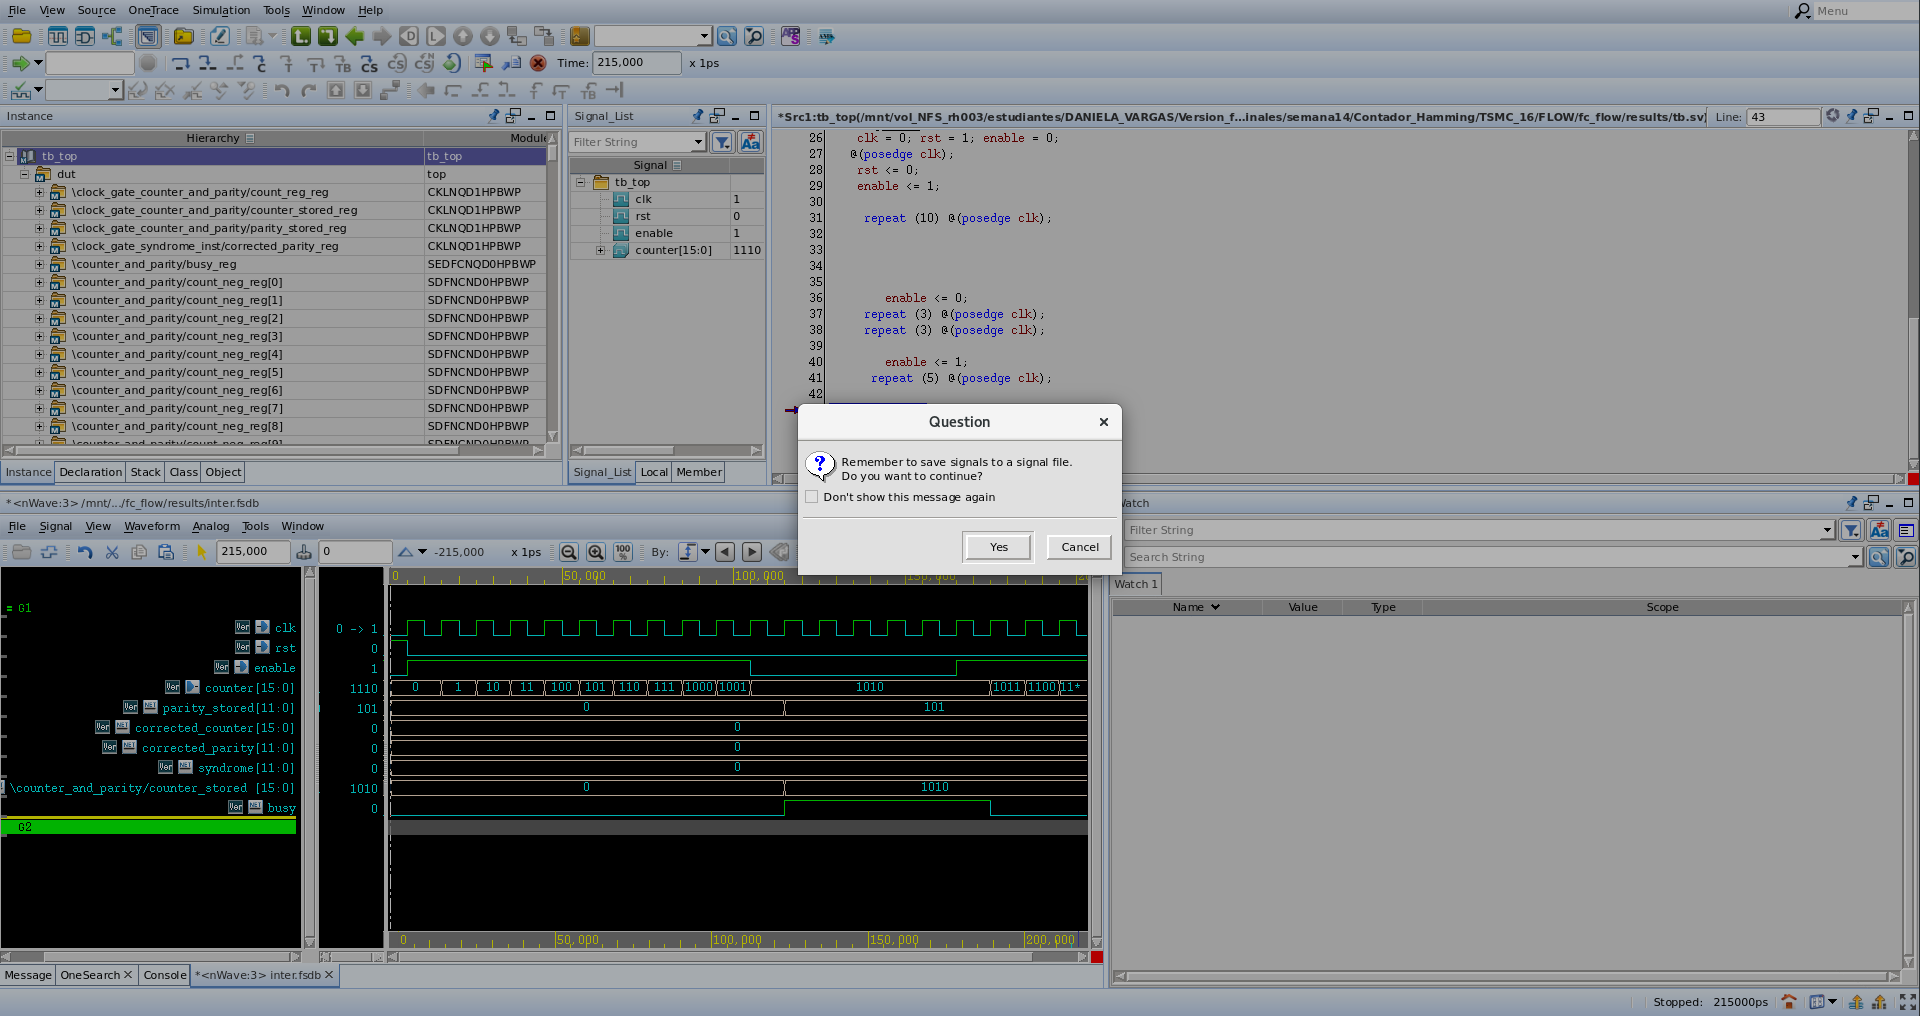 File View Source OneTrace Simulation Tools Window Help
Menu
Time: 215,000 x 1ps
Instance
Hierarchy Module
tb_top tb_top
dut top
\clock_gate_counter_and_parity/count_reg_reg CKLNQD1HPBWP
\clock_gate_counter_and_parity/counter_stored_reg CKLNQD1HPBWP
\clock_gate_counter_and_parity/parity_stored_reg CKLNQD1HPBWP
\clock_gate_syndrome_inst/corrected_parity_reg CKLNQD1HPBWP
\counter_and_parity/busy_reg SEDFCNQD0HPBWP
\counter_and_parity/count_neg_reg[0] SDFNCND0HPBWP
\counter_and_parity/count_neg_reg[1] SDFNCND0HPBWP
\counter_and_parity/count_neg_reg[2] SDFNCND0HPBWP
\counter_and_parity/count_neg_reg[3] SDFNCND0HPBWP
\counter_and_parity/count_neg_reg[4] SDFNCND0HPBWP
\counter_and_parity/count_neg_reg[5] SDFNCND0HPBWP
\counter_and_parity/count_neg_reg[6] SDFNCND0HPBWP
\counter_and_parity/count_neg_reg[7] SDFNCND0HPBWP
\counter_and_parity/count_neg_reg[8] SDFNCND0HPBWP
Instance Declaration Stack Class Object
Signal_List
Filter String
Signal
tb_top
clk 1
rst 0
enable 1
counter[15:0] 1110
Signal_List Local Member
*Src1:tb_top(/mnt/vol_NFS_rh003/estudiantes/DANIELA_VARGAS/Version_f...inales/semana14/Contador_Hamming/TSMC_16/FLOW/fc_flow/results/tb.sv) Line: 43
26 clk = 0; rst = 1; enable = 0;
27 @(posedge clk);
28 rst <= 0;
29 enable <= 1;
30
31 repeat (10) @(posedge clk);
32
33
34
35
36 enable <= 0;
37 repeat (3) @(posedge clk);
38 repeat (3) @(posedge clk);
39
40 enable <= 1;
41 repeat (5) @(posedge clk);
42
Question
Remember to save signals to a signal file.
Do you want to continue?
Don't show this message again
Yes Cancel
*<nWave:3> /mnt/.../fc_flow/results/inter.fsdb
File Signal View Waveform Analog Tools Window
215,000 0 -215,000 x 1ps 100% By:
0 50,000 100,000
= G1
clk 0 -> 1
rst 0
enable 1
counter[15:0] 1110 0 1 10 11 100 101 110 111 1000 1001 1010 1011 1100 11*
parity_stored[11:0] 101 0 101
corrected_counter[15:0] 0 0
corrected_parity[11:0] 0 0
syndrome[11:0] 0 0
\counter_and_parity/counter_stored [15:0] 1010 0 1010
busy 0
G2
0 50,000 100,000 150,000 200,000
Message OneSearch Console *<nWave:3> inter.fsdb
Filter String
Search String
Watch 1
Name Value Type Scope
Stopped: 215000ps